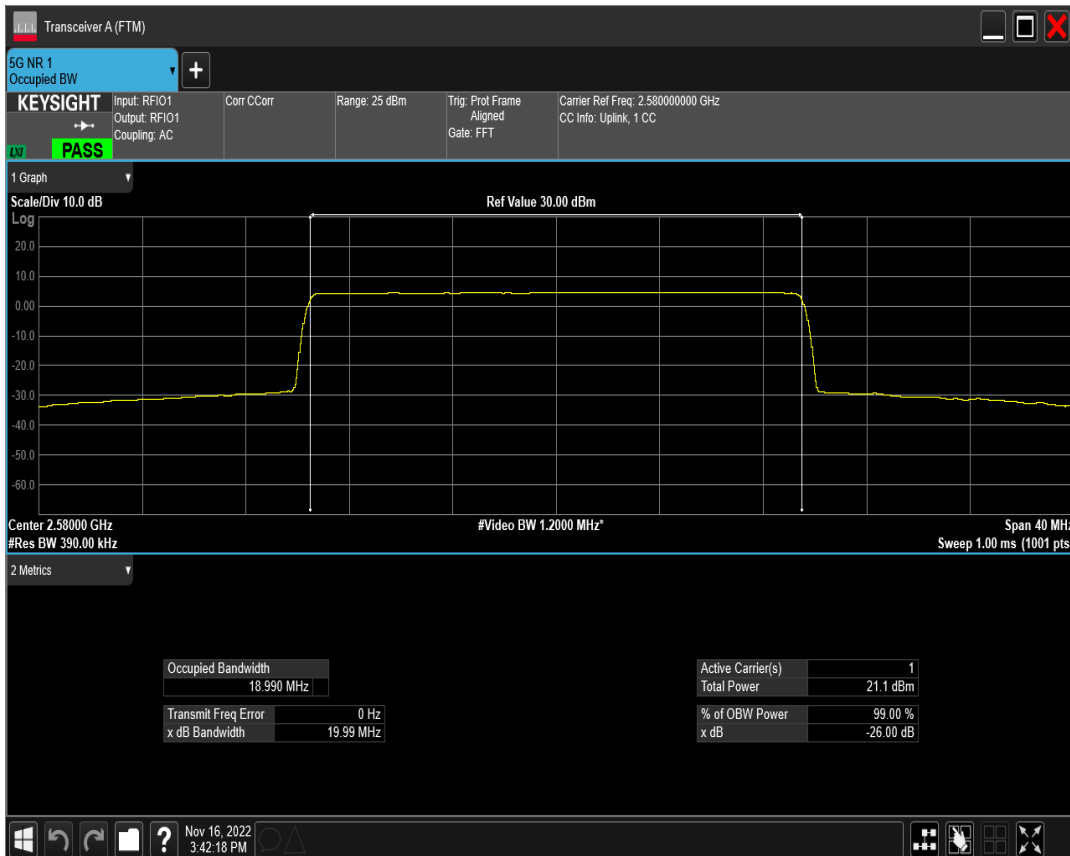 Transceiver A (FTM)
5G NR 1
Occupied BW
+
KEYSIGHT
LXI
PASS
Input: RFIO1
Output: RFIO1
Coupling: AC
Corr CCorr
Range: 25 dBm
Trig: Prot Frame
Aligned
Gate: FFT
Carrier Ref Freq: 2.580000000 GHz
CC Info: Uplink, 1 CC
1 Graph
Scale/Div 10.0 dB
Ref Value 30.00 dBm
Log
20.0
10.0
0.00
-10.0
-20.0
-30.0
-40.0
-50.0
-60.0
Center 2.58000 GHz
#Video BW 1.2000 MHz*
Span 40 MHz
#Res BW 390.00 kHz
Sweep 1.00 ms (1001 pts
2 Metrics
Occupied Bandwidth
18.990 MHz
Transmit Freq Error 0 Hz
x dB Bandwidth 19.99 MHz
Active Carrier(s) 1
Total Power 21.1 dBm
% of OBW Power 99.00 %
x dB -26.00 dB
?
Nov 16, 2022
3:42:18 PM